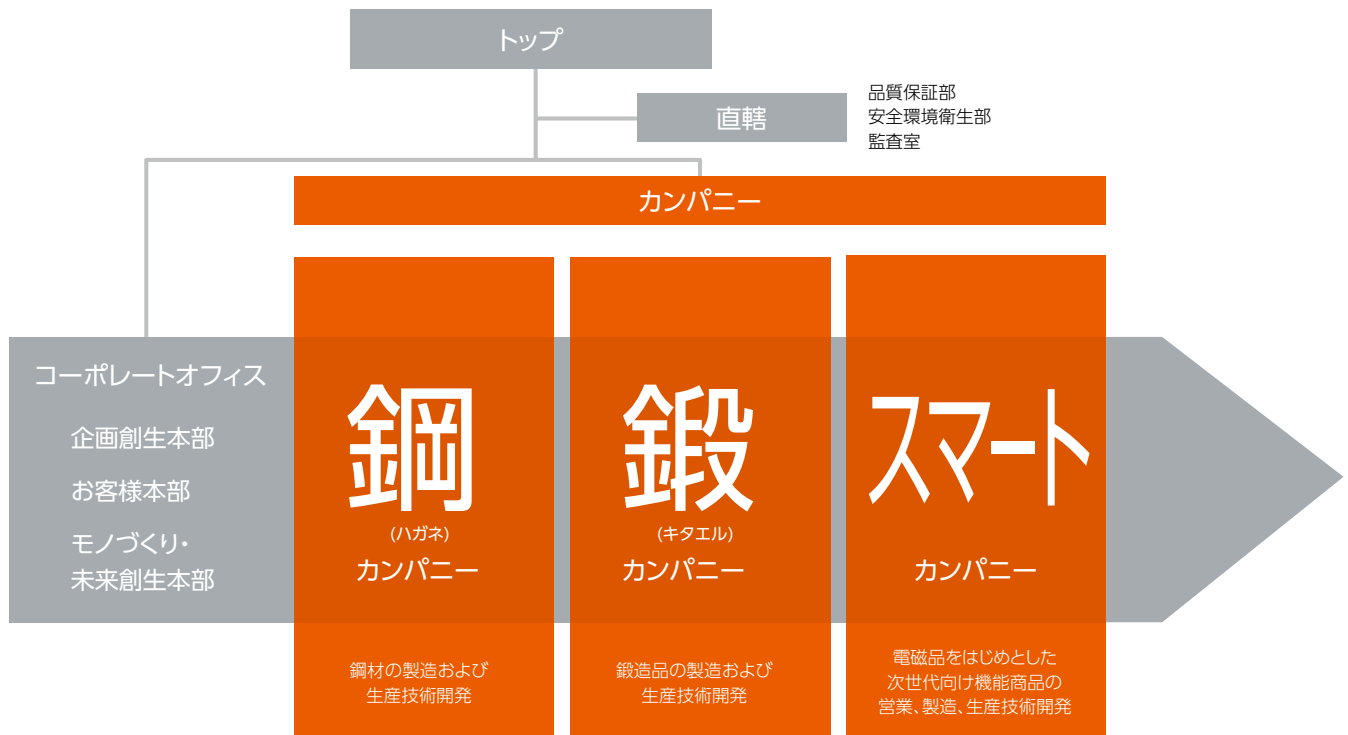 トップ
直轄
品質保証部
安全環境衛生部
監査室
カンパニー
コーポレートオフィス
企画創生本部
お客様本部
モノづくり・
未来創生本部
鋼
(ハガネ)
カンパニー
鋼材の製造および
生産技術開発
鍛
(キタエル)
カンパニー
鍛造品の製造および
生産技術開発
スマート
カンパニー
電磁品をはじめとした
次世代向け機能商品の
営業、製造、生産技術開発